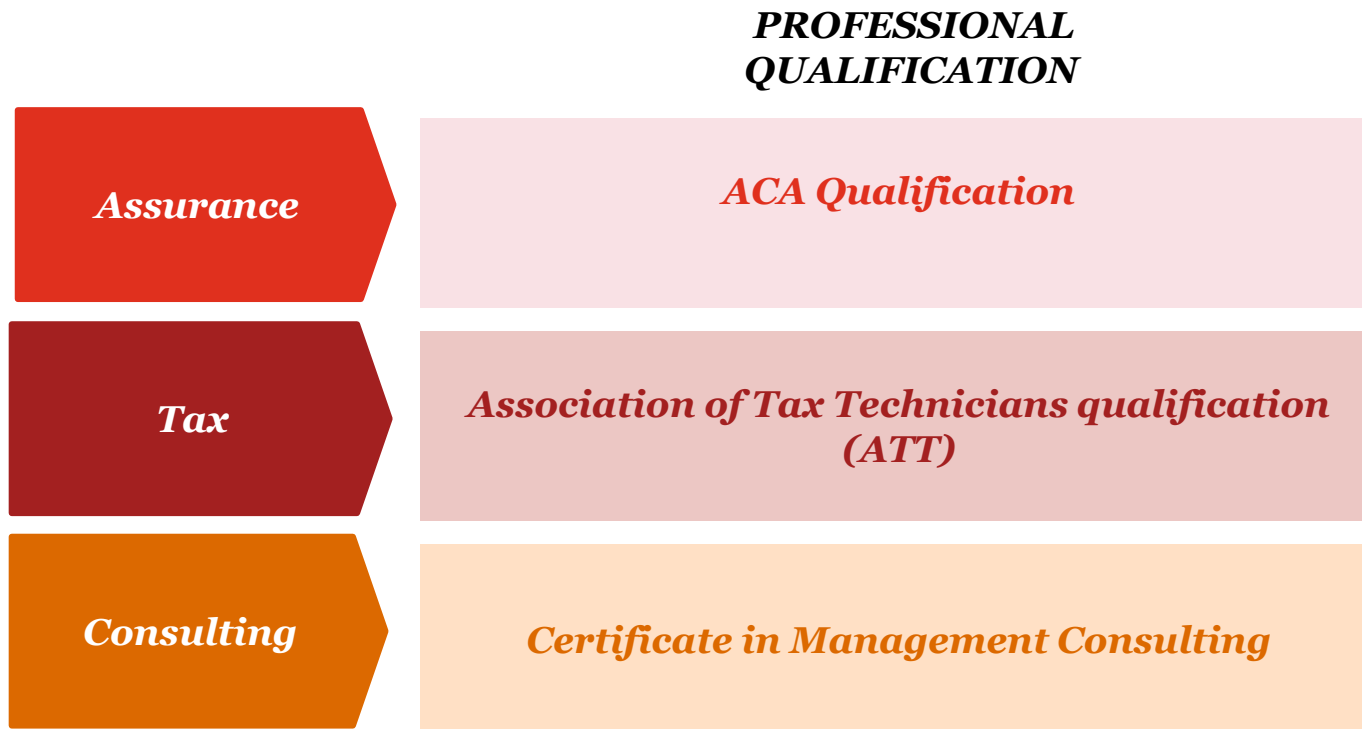 PROFESSIONAL
QUALIFICATION
Assurance
ACA Qualification
Tax
Association of Tax Technicians qualification
(ATT)
Consulting
Certificate in Management Consulting